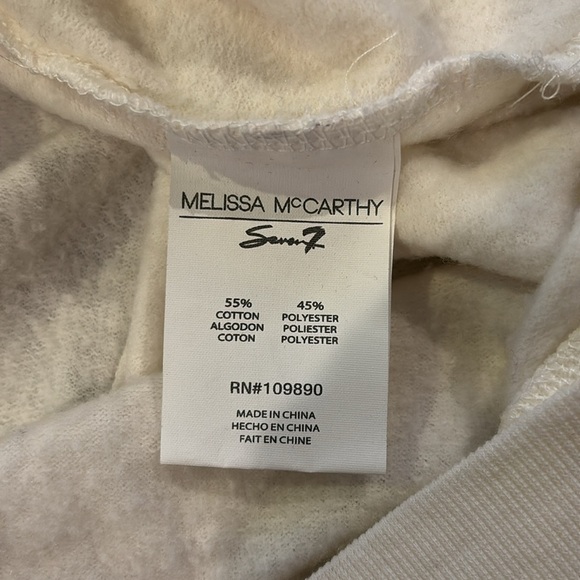 MELISSA McCARTHY
Seven7
55% 45%
COTTON POLYESTER
ALGODON POLIESTER
COTON POLYESTER
RN#109890
MADE IN CHINA
HECHO EN CHINA
FAIT EN CHINE